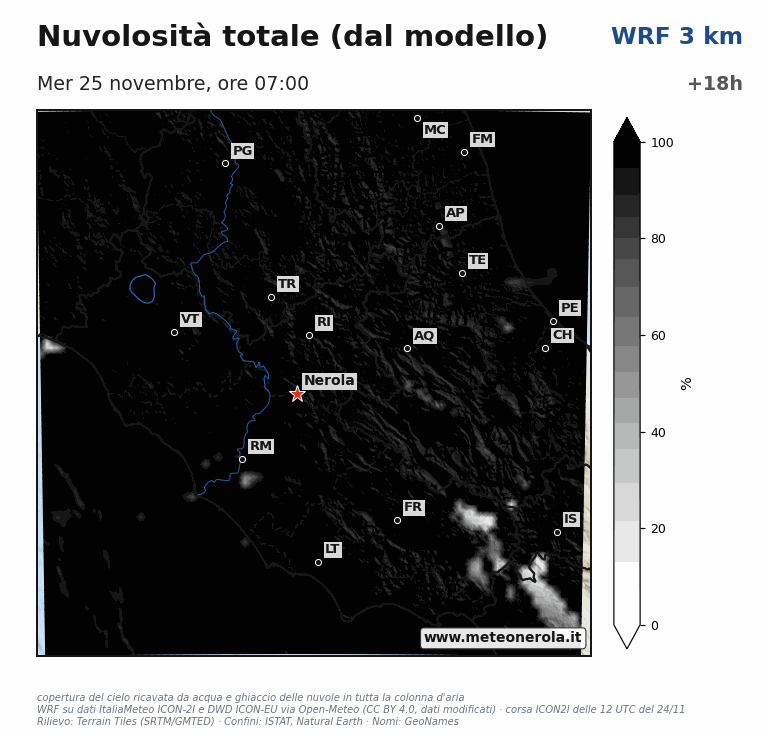 Nuvolosità totale (dal modello)
WRF 3 km
Mer 25 novembre, ore 07:00
+18h
MC
FM
PG
AP
TE
TR
PE
VT
RI
AQ
CH
Nerola
RM
FR
IS
LT
www.meteonerola.it
100
80
60
40
20
0
%
copertura del cielo ricavata da acqua e ghiaccio delle nuvole in tutta la colonna d'aria
WRF su dati ItaliaMeteo ICON-2I e DWD ICON-EU via Open-Meteo (CC BY 4.0, dati modificati) · corsa ICON2I delle 12 UTC del 24/11
Rilievo: Terrain Tiles (SRTM/GMTED) · Confini: ISTAT, Natural Earth · Nomi: GeoNames